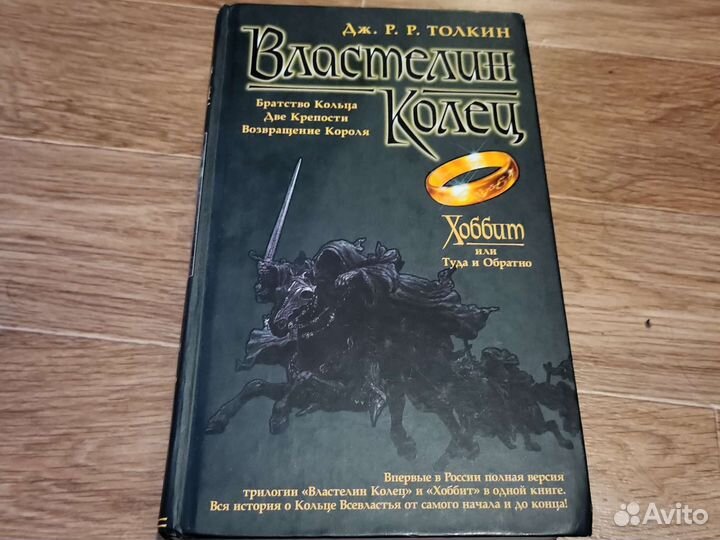 Дж. Р. Р. ТОЛКИН
Властелин
Колец
Братство Кольца
Две Крепости
Возвращение Короля
Хоббит
или
Туда и Обратно
Впервые в России полная версия
трилогии «Властелин Колец» и «Хоббит» в одной книге.
Вся история о Кольце Всевластья от самого начала и до конца!
Avito